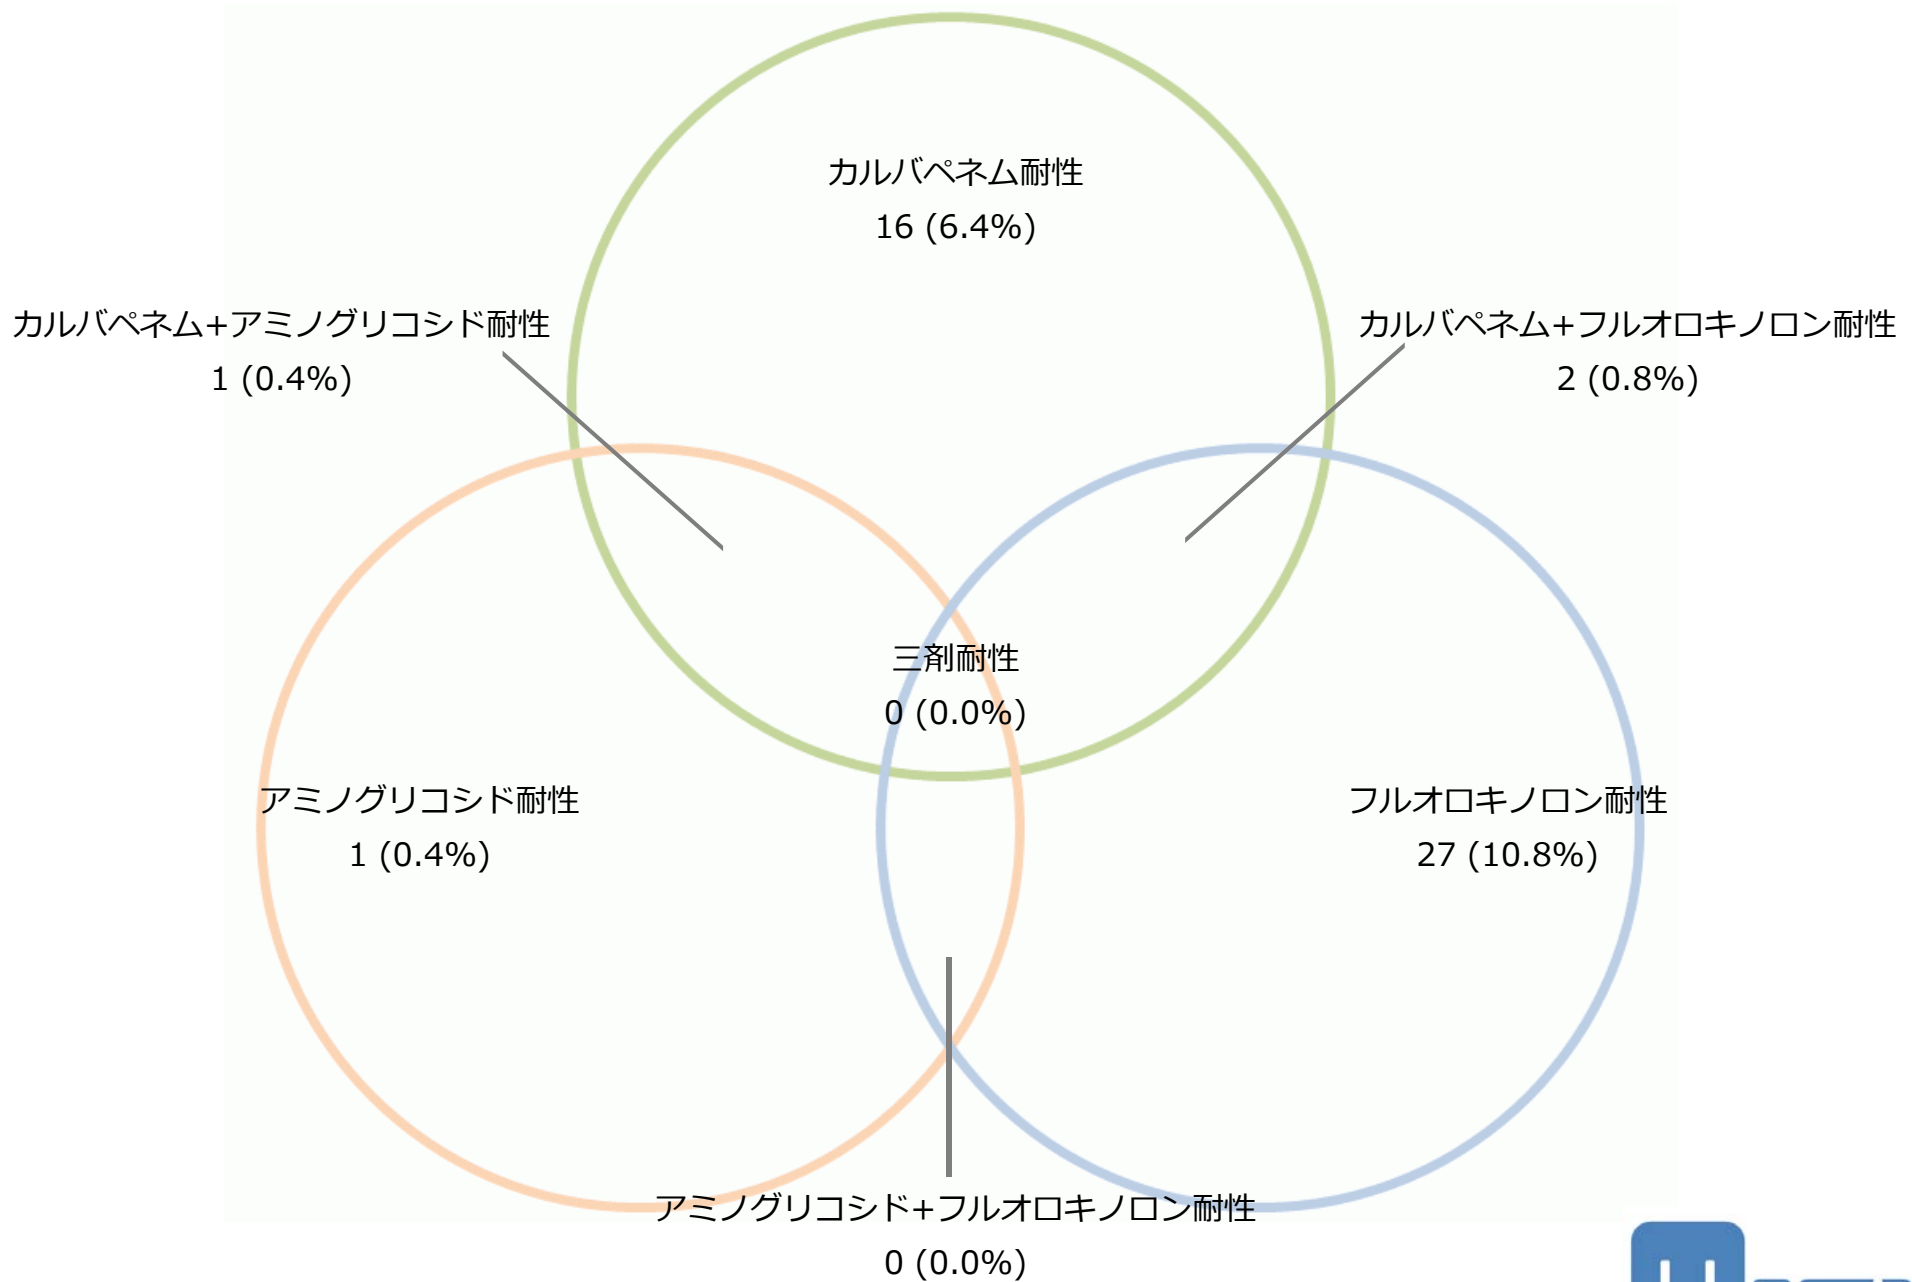 カルバペネム耐性
16 (6.4%)
カルバペネム+アミノグリコシド耐性
1 (0.4%)
カルバペネム+フルオロキノロン耐性
2 (0.8%)
三剤耐性
0 (0.0%)
アミノグリコシド耐性
1 (0.4%)
フルオロキノロン耐性
27 (10.8%)
アミノグリコシド+フルオロキノロン耐性
0 (0.0%)